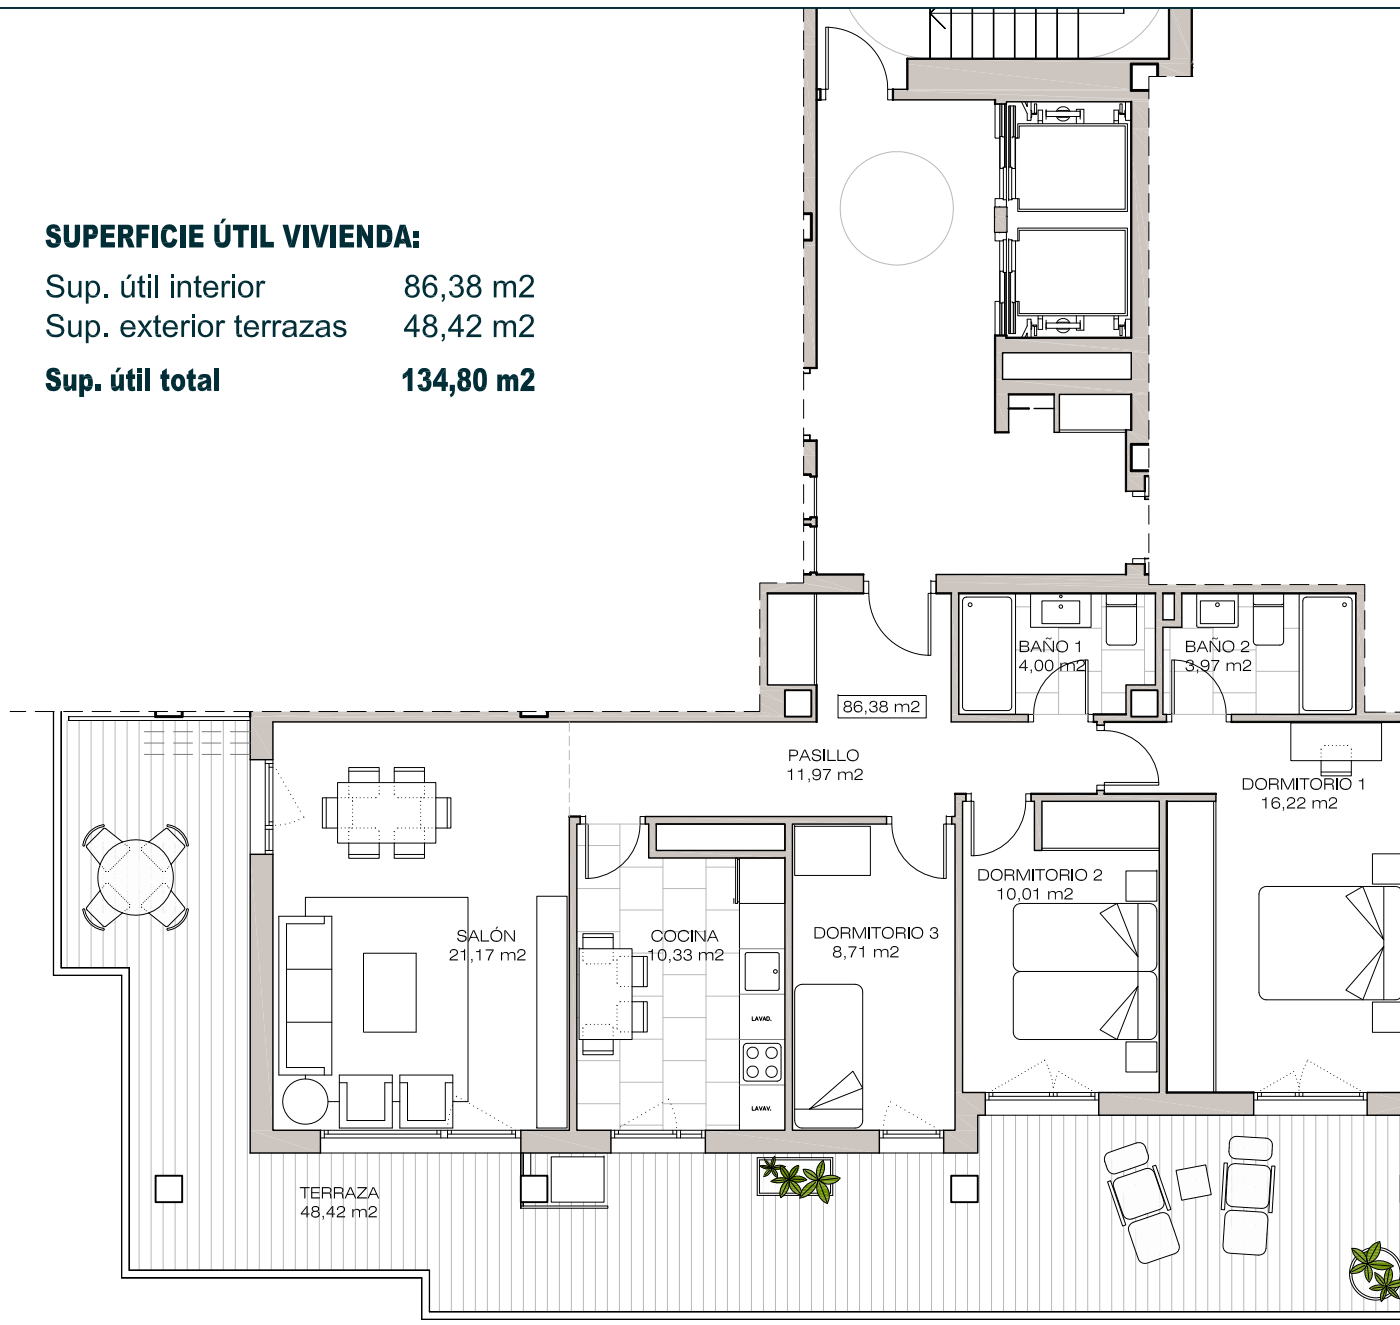 SUPERFICIE ÚTIL VIVIENDA:
Sup. útil interior 86,38 m2
Sup. exterior terrazas 48,42 m2
Sup. útil total 134,80 m2
BAÑO 1
4,00 m2
BAÑO 2
3,97 m2
86,38 m2
PASILLO
11,97 m2
DORMITORIO 1
16,22 m2
DORMITORIO 2
10,01 m2
SALÓN
21,17 m2
COCINA
10,33 m2
DORMITORIO 3
8,71 m2
LAVAD.
LAVAV.
TERRAZA
48,42 m2